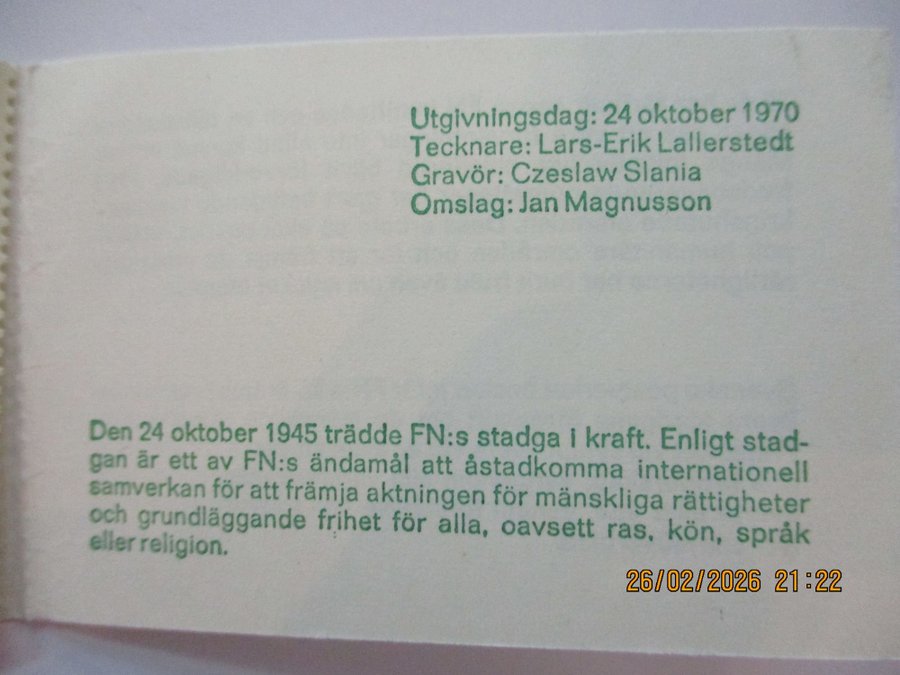 Utgivningsdag: 24 oktober 1970
Tecknare: Lars-Erik Lallerstedt
Gravör: Czeslaw Slania
Omslag: Jan Magnusson
Den 24 oktober 1945 trädde FN:s stadga i kraft. Enligt stad-
gan är ett av FN:s ändamål att åstadkomma internationell
samverkan för att främja aktningen för mänskliga rättigheter
och grundläggande frihet för alla, oavsett ras, kön, språk
eller religion.
26/02/2026 21:22